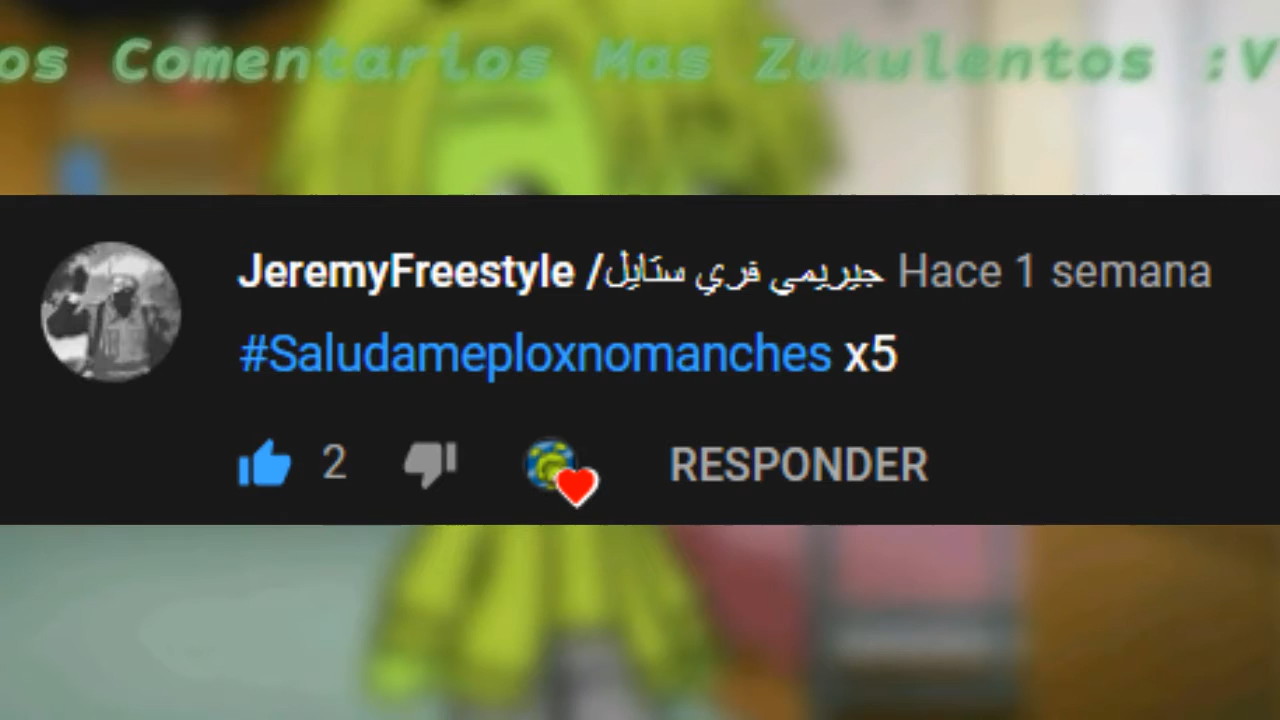 os Comentarios Mas Zukulentos :V
JeremyFreestyle /جيريمي فري ستايل Hace 1 semana
#Saludameploxnomanches x5
2
RESPONDER